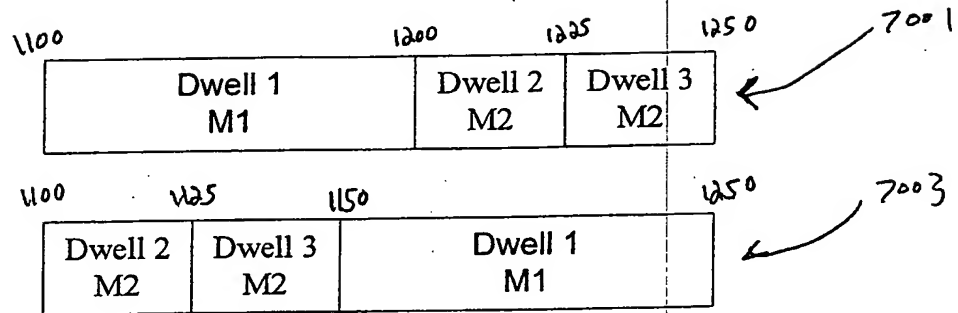 1100 1200 1225 1250 7001
Dwell 1 Dwell 2 Dwell 3
M1 M2 M2
1100 1125 1150 1250 7003
Dwell 2 Dwell 3 Dwell 1
M2 M2 M1